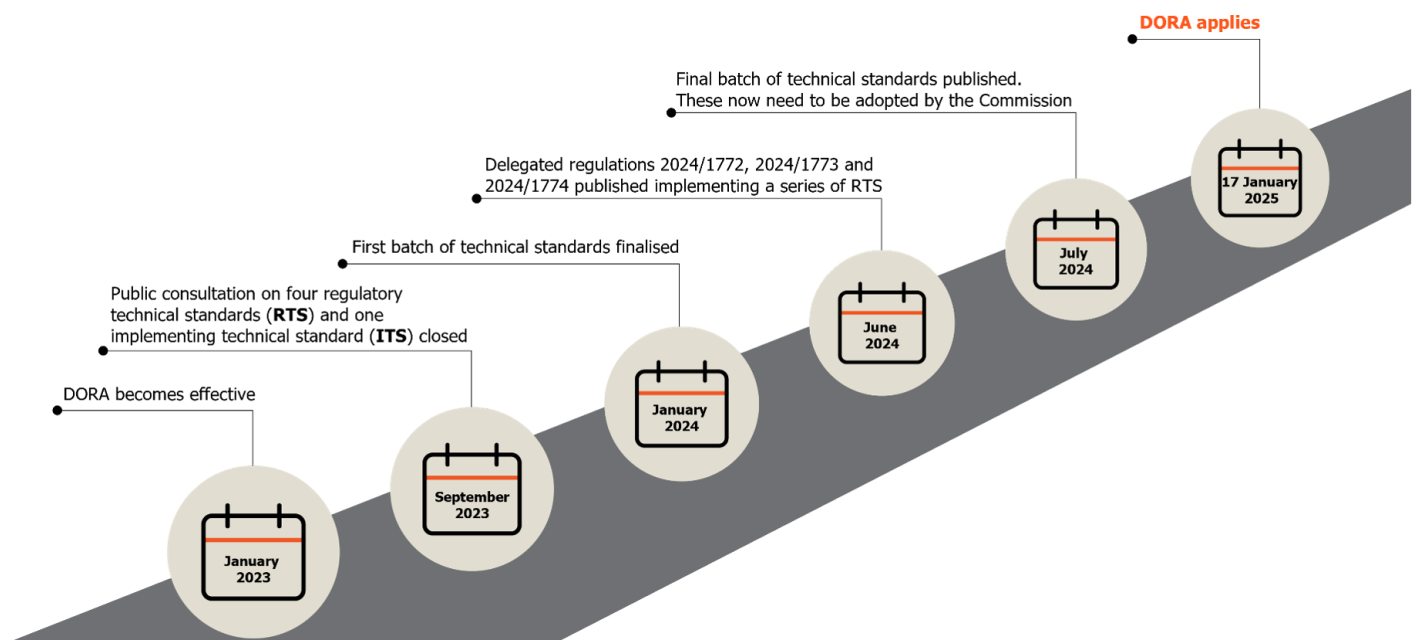 DORA applies
17 January
2025
Final batch of technical standards published.
These now need to be adopted by the Commission
July
2024
Delegated regulations 2024/1772, 2024/1773 and
2024/1774 published implementing a series of RTS
June
2024
First batch of technical standards finalised
January
2024
Public consultation on four regulatory
technical standards (RTS) and one
implementing technical standard (ITS) closed
September
2023
DORA becomes effective
January
2023